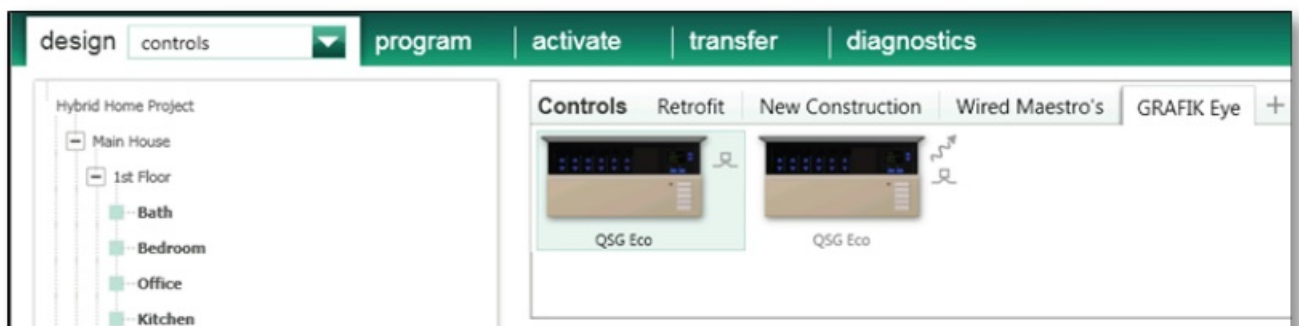 design controls program activate transfer diagnostics
Hybrid Home Project
Main House
1st Floor
Bath
Bedroom
Office
Kitchen
Controls Retrofit New Construction Wired Maestro's GRAFIK Eye +
QSG Eco QSG Eco